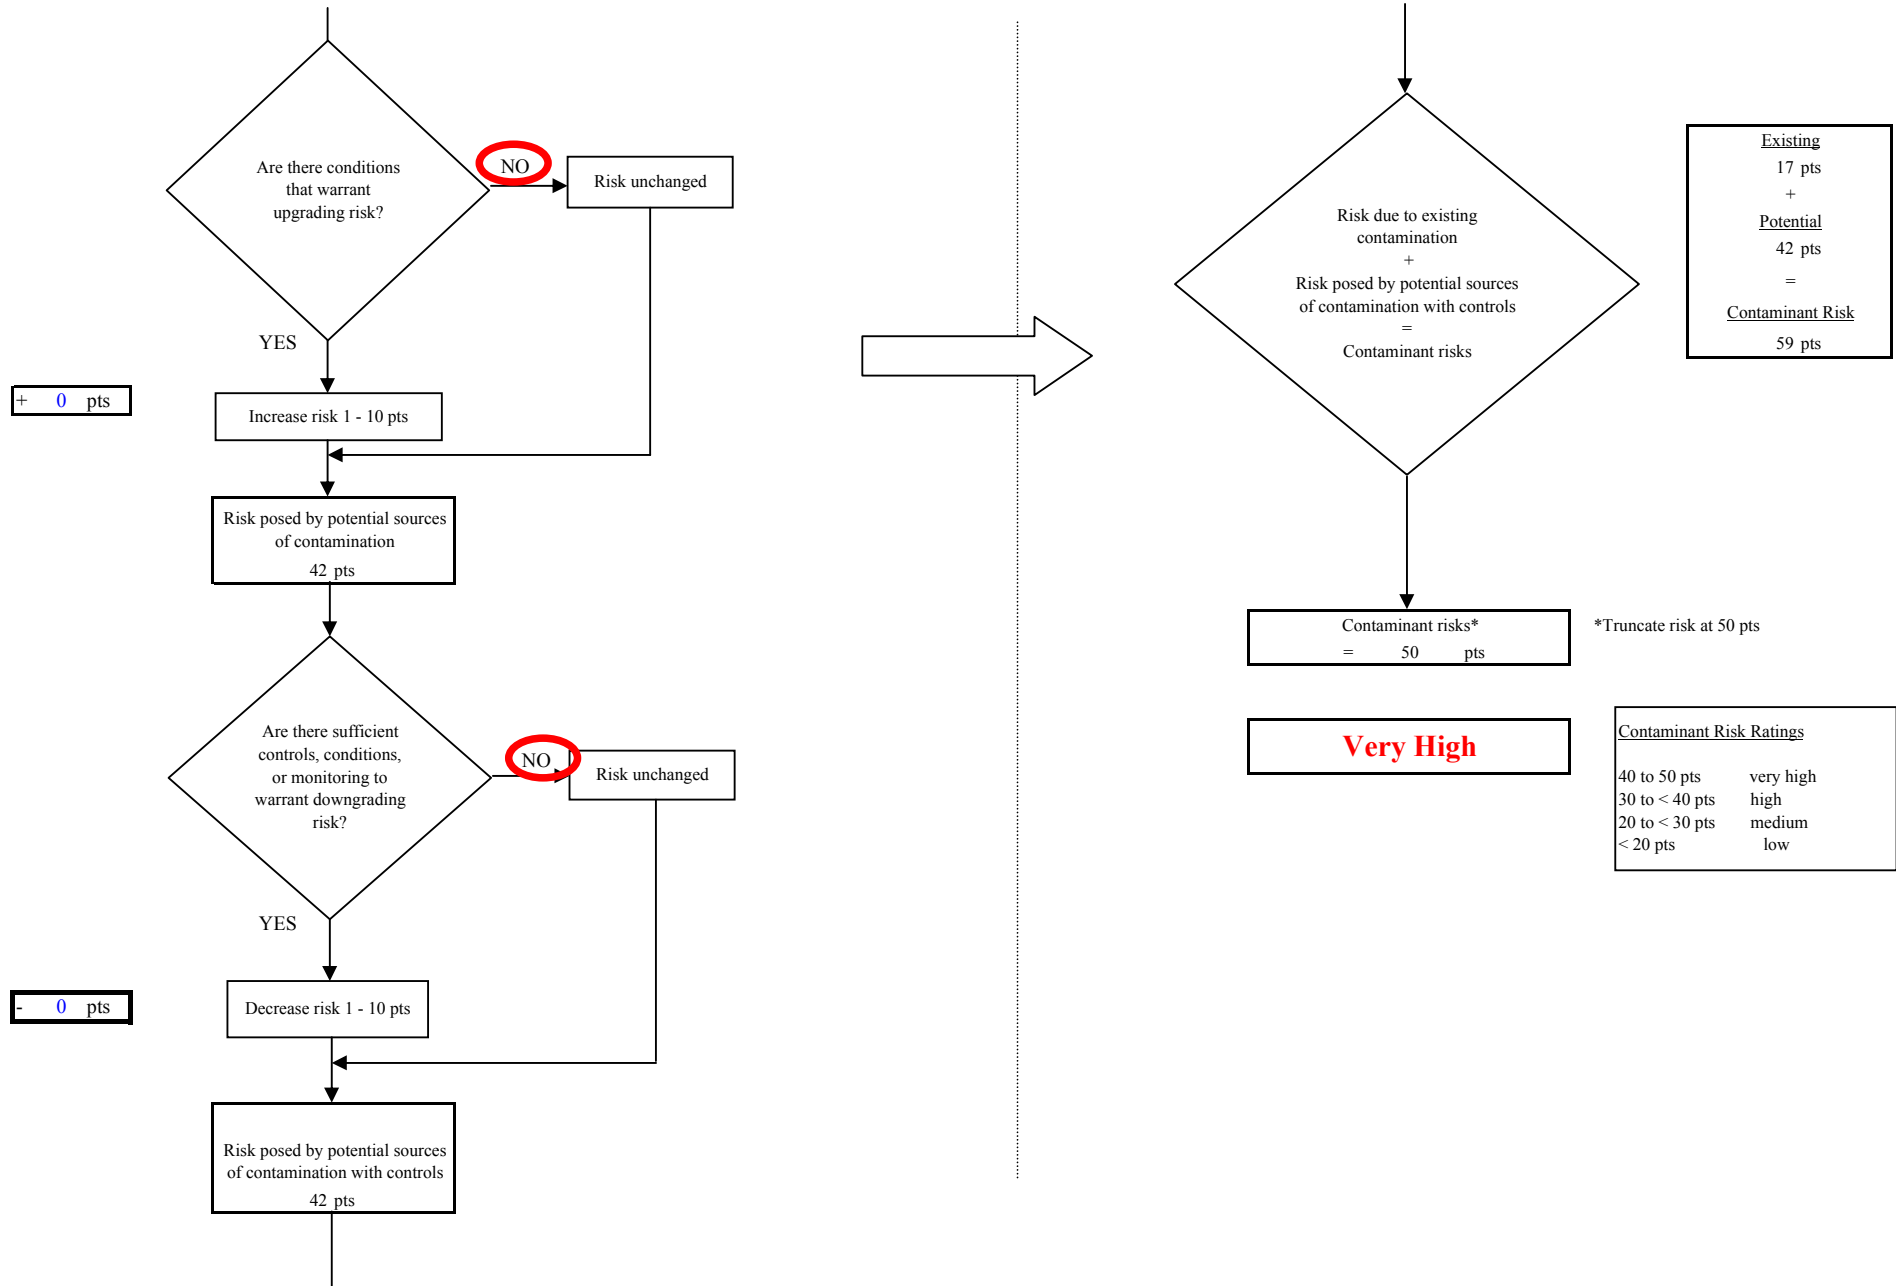 Are there conditions
that warrant
upgrading risk?
NO
Risk unchanged
YES
+ 0 pts
Increase risk 1 - 10 pts
Risk posed by potential sources
of contamination
42 pts
Are there sufficient
controls, conditions,
or monitoring to
warrant downgrading
risk?
NO
Risk unchanged
YES
- 0 pts
Decrease risk 1 - 10 pts
Risk posed by potential sources
of contamination with controls
42 pts
Risk due to existing
contamination
+
Risk posed by potential sources
of contamination with controls
=
Contaminant risks
Existing
17 pts
+
Potential
42 pts
=
Contaminant Risk
59 pts
Contaminant risks*
= 50 pts
*Truncate risk at 50 pts
Very High
Contaminant Risk Ratings
40 to 50 pts very high
30 to < 40 pts high
20 to < 30 pts medium
< 20 pts low